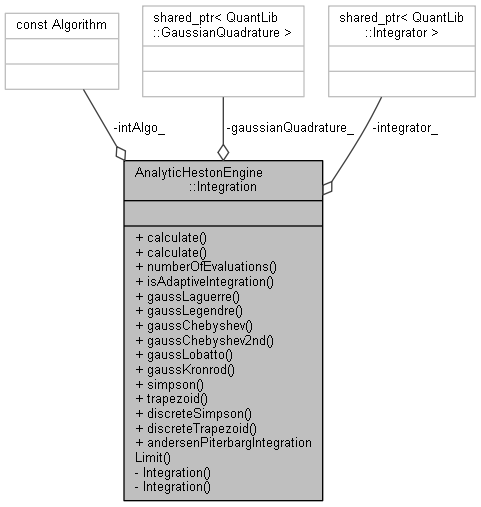 const Algorithm
shared_ptr< QuantLib
::GaussianQuadrature >
shared_ptr< QuantLib
::Integrator >
-intAlgo_
-gaussianQuadrature_
-integrator_
AnalyticHestonEngine
::Integration
+ calculate()
+ calculate()
+ numberOfEvaluations()
+ isAdaptiveIntegration()
+ gaussLaguerre()
+ gaussLegendre()
+ gaussChebyshev()
+ gaussChebyshev2nd()
+ gaussLobatto()
+ gaussKronrod()
+ simpson()
+ trapezoid()
+ discreteSimpson()
+ discreteTrapezoid()
+ andersenPiterbargIntegration
Limit()
- Integration()
- Integration()